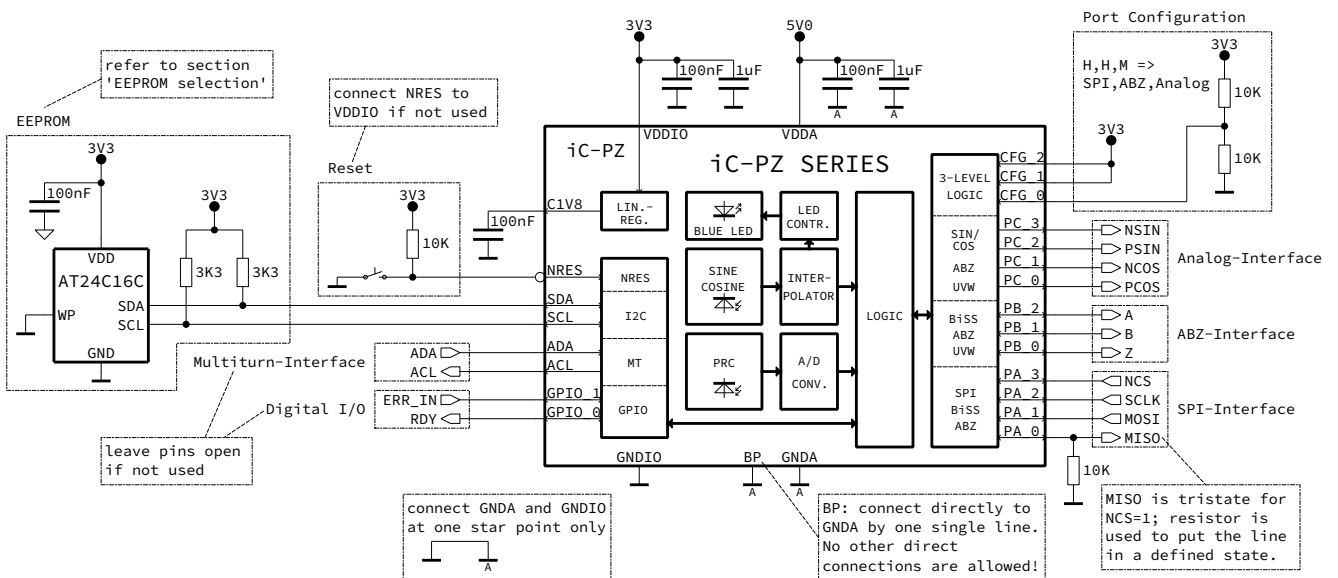 refer to section
'EEPROM selection'
EEPROM
3V3
100nF
VDD
AT24C16C
WP
SDA
SCL
GND
3V3
3K3
3K3
connect NRES to
VDDIO if not used
Reset
3V3
10K
Multiturn-Interface
ADA
ACL
Digital I/O
ERR_IN
RDY
leave pins open
if not used
3V3
100nF
1uF
5V0
100nF
1uF
A
A
VDDIO
VDDA
iC-PZ
iC-PZ SERIES
C1V8
100nF
NRES
SDA
SCL
ADA
ACL
GPIO_1
GPIO_0
LIN.-
REG.
NRES
I2C
MT
GPIO
BLUE LED
LED
CONTR.
SINE
COSINE
INTER-
POLATOR
PRC
A/D
CONV.
LOGIC
3-LEVEL
LOGIC
SIN/
COS
ABZ
UVW
BiSS
ABZ
UVW
SPI
BiSS
ABZ
CFG_2
CFG_1
CFG_0
PC_3
PC_2
PC_1
PC_0
PB_2
PB_1
PB_0
PA_3
PA_2
PA_1
PA_0
GNDIO
BP
GNDA
A
A
Port Configuration
H,H,M =>
SPI,ABZ,Analog
3V3
10K
3V3
10K
NSIN
PSIN
NCOS
PCOS
Analog-Interface
A
B
Z
ABZ-Interface
NCS
SCLK
MOSI
MISO
SPI-Interface
10K
MISO is tristate for
NCS=1; resistor is
used to put the line
in a defined state.
connect GNDA and GNDIO
at one star point only
A
BP: connect directly to
GNDA by one single line.
No other direct
connections are allowed!